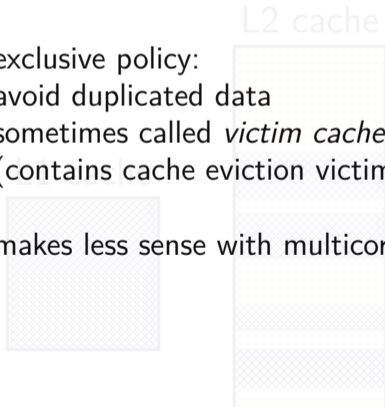 L2 cache
exclusive policy:
avoid duplicated data
sometimes called victim cache
(contains cache eviction victim
makes less sense with multicor